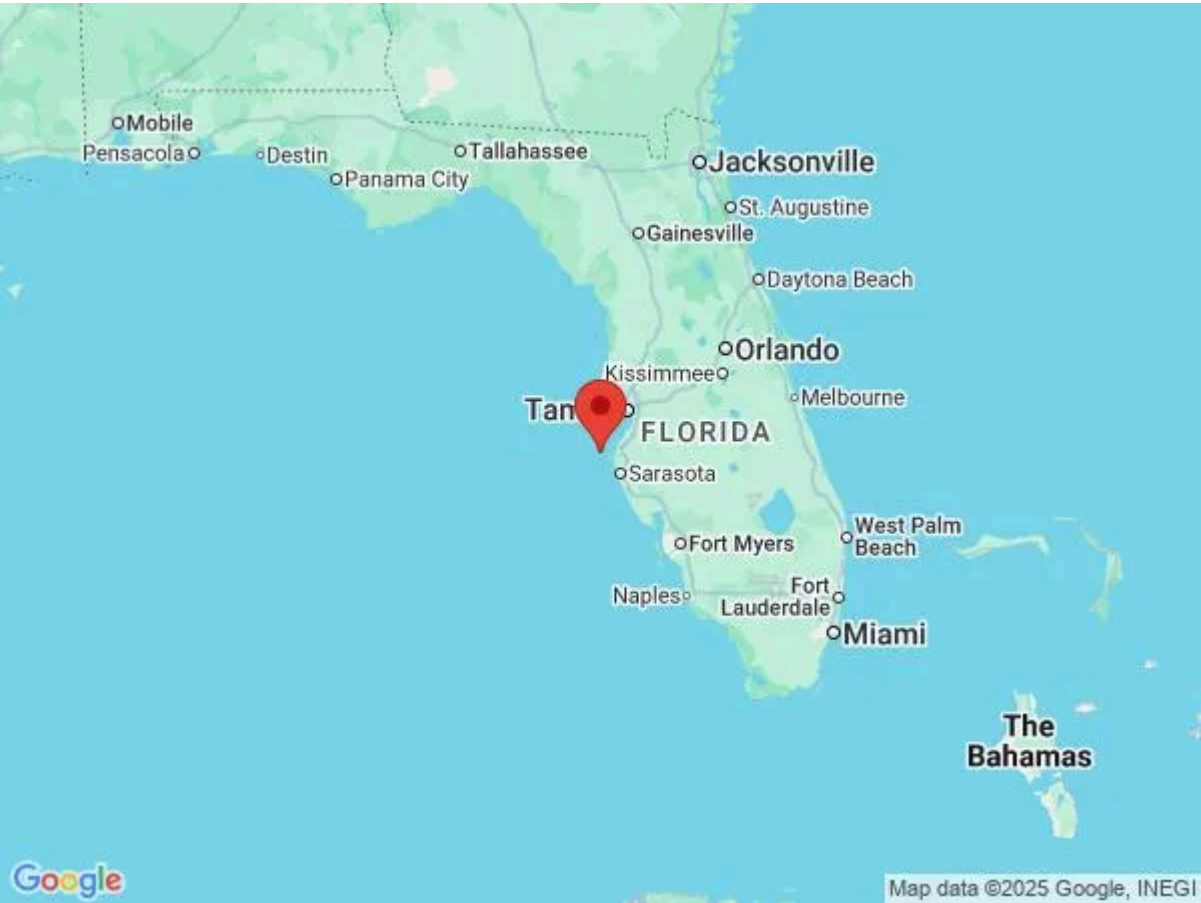 Mobile
Pensacola
Destin
Tallahassee
Panama City
Jacksonville
St. Augustine
Gainesville
Daytona Beach
Orlando
Kissimmee
Melbourne
FLORIDA
Sarasota
West Palm
Beach
Fort Myers
Naples
Fort
Lauderdale
Miami
The
Bahamas
Google
Map data ©2025 Google, INEGI